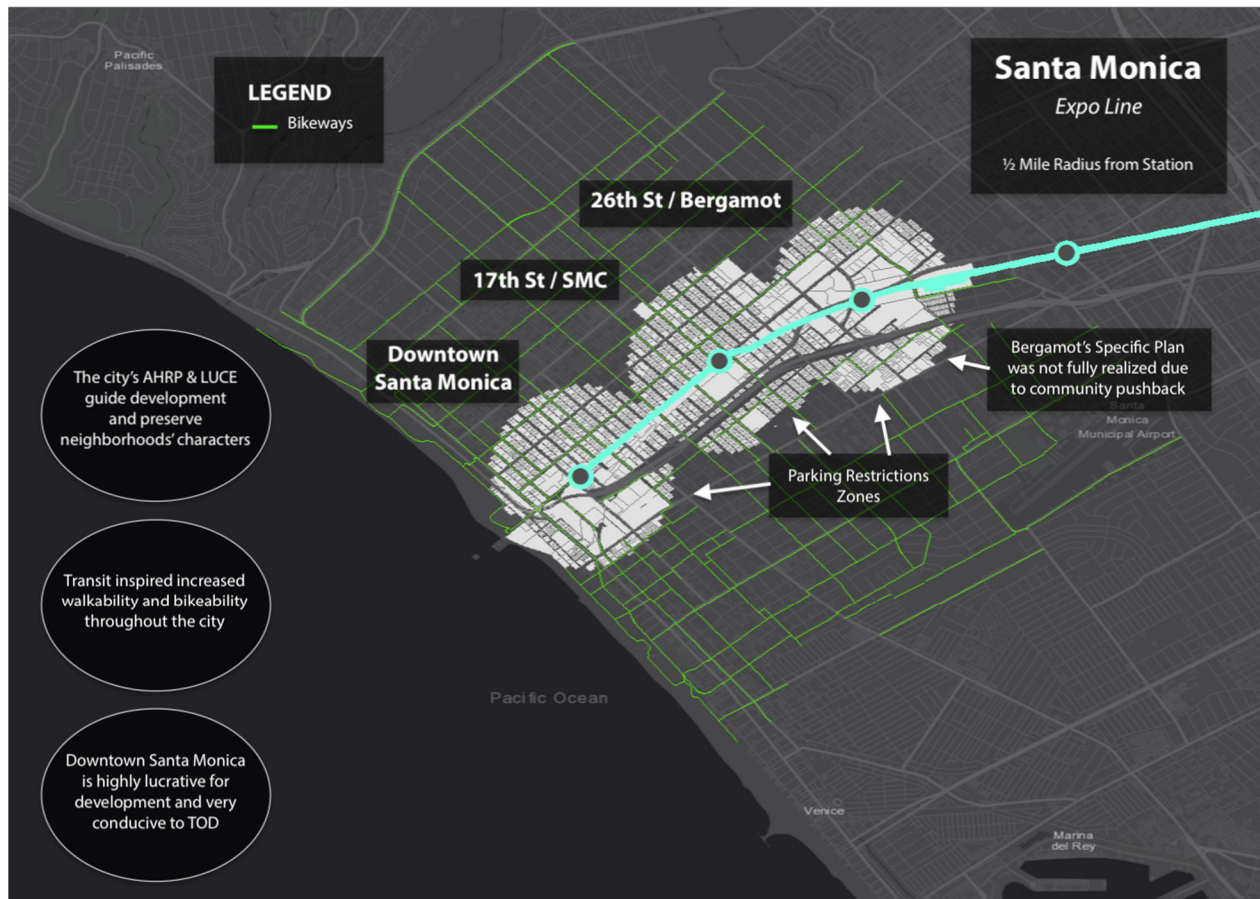 Pacific
Palisades
LEGEND
Bikeways
Santa Monica
Expo Line
½ Mile Radius from Station
26th St / Bergamot
17th St / SMC
Downtown
Santa Monica
The city's AHRP & LUCE
guide development
and preserve
neighborhoods' characters
Bergamot's Specific Plan
was not fully realized due
to community pushback
Santa
Monica
Municipal Airport
Parking Restrictions
Zones
Transit inspired increased
walkability and bikeability
throughout the city
Pacific Ocean
Downtown Santa Monica
is highly lucrative for
development and very
conducive to TOD
Venice
Marina
del Rey